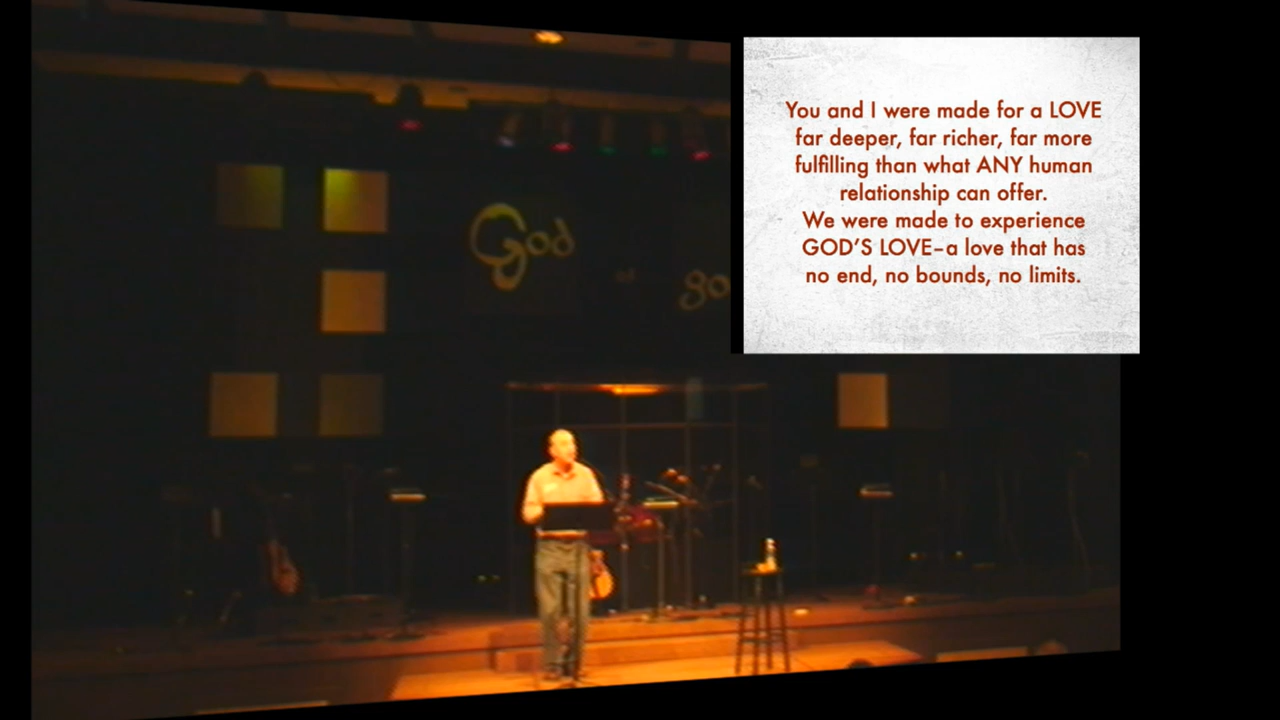 God
You and I were made for a LOVE
far deeper, far richer, far more
fulfilling than what ANY human
relationship can offer.
We were made to experience
GOD'S LOVE–a love that has
no end, no bounds, no limits.